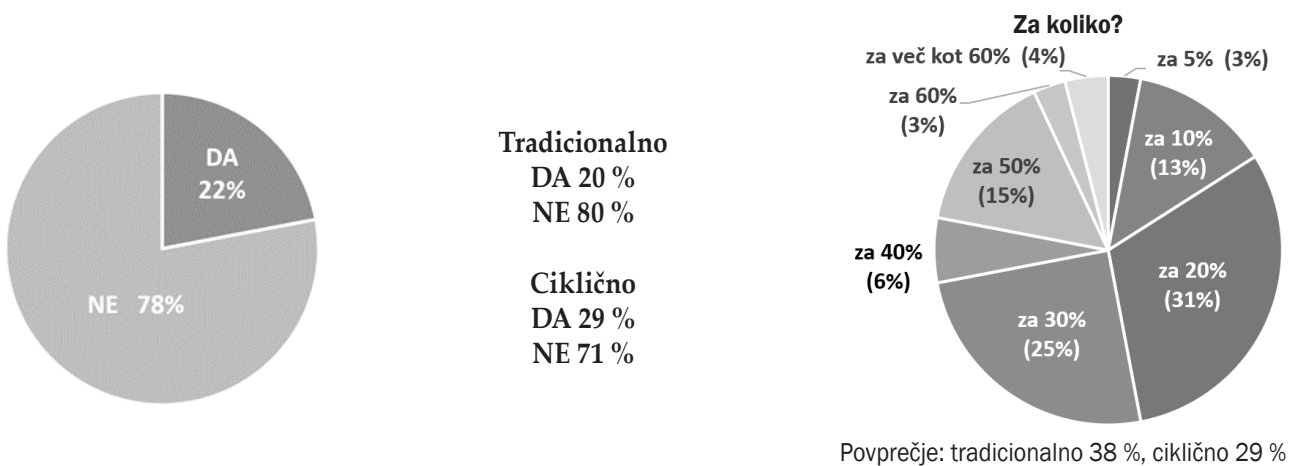 DA
22%
NE 78%
Tradicionalno
DA 20 %
NE 80 %
Ciklično
DA 29 %
NE 71 %
Za koliko?
za več kot 60% (4%)
za 5% (3%)
za 60%
(3%)
za 10%
(13%)
za 50%
(15%)
za 40%
(6%)
za 20%
(31%)
za 30%
(25%)
Povprečje: tradicionalno 38 %, ciklično 29 %